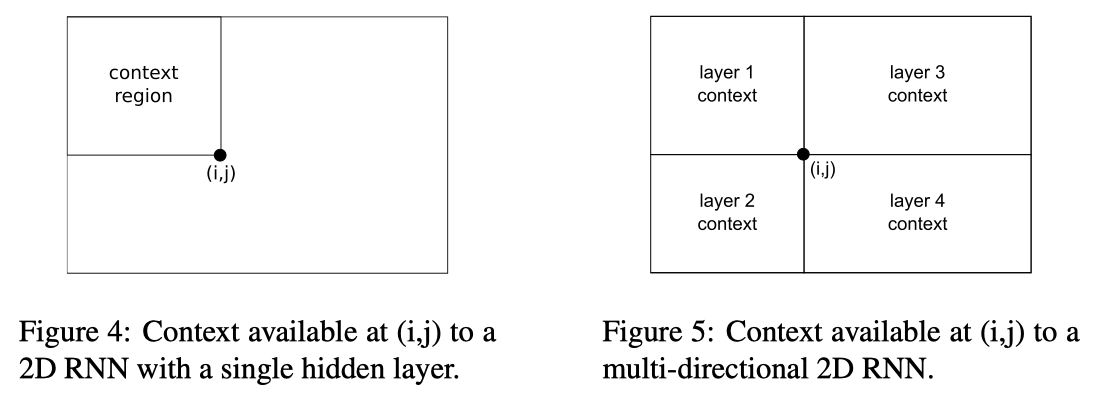 context
region
(i,j)
Figure 4: Context available at (i,j) to a
2D RNN with a single hidden layer.
layer 1
context
layer 3
context
(i,j)
layer 2
context
layer 4
context
Figure 5: Context available at (i,j) to a
multi-directional 2D RNN.